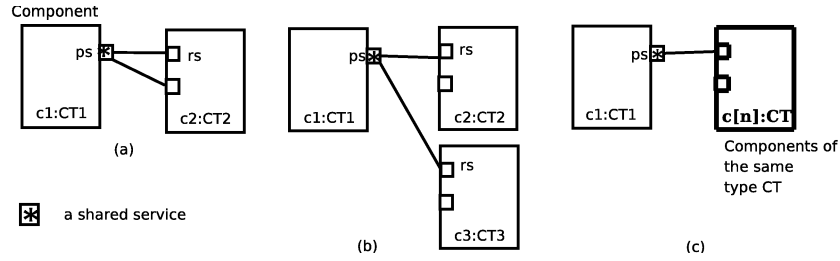 Component
ps
*
rs
c1:CT1
c2:CT2
(a)
* a shared service
ps
*
rs
c1:CT1
c2:CT2
rs
c3:CT3
(b)
ps
*
c1:CT1
c[n]:CT
Components of
the same
type CT
(c)